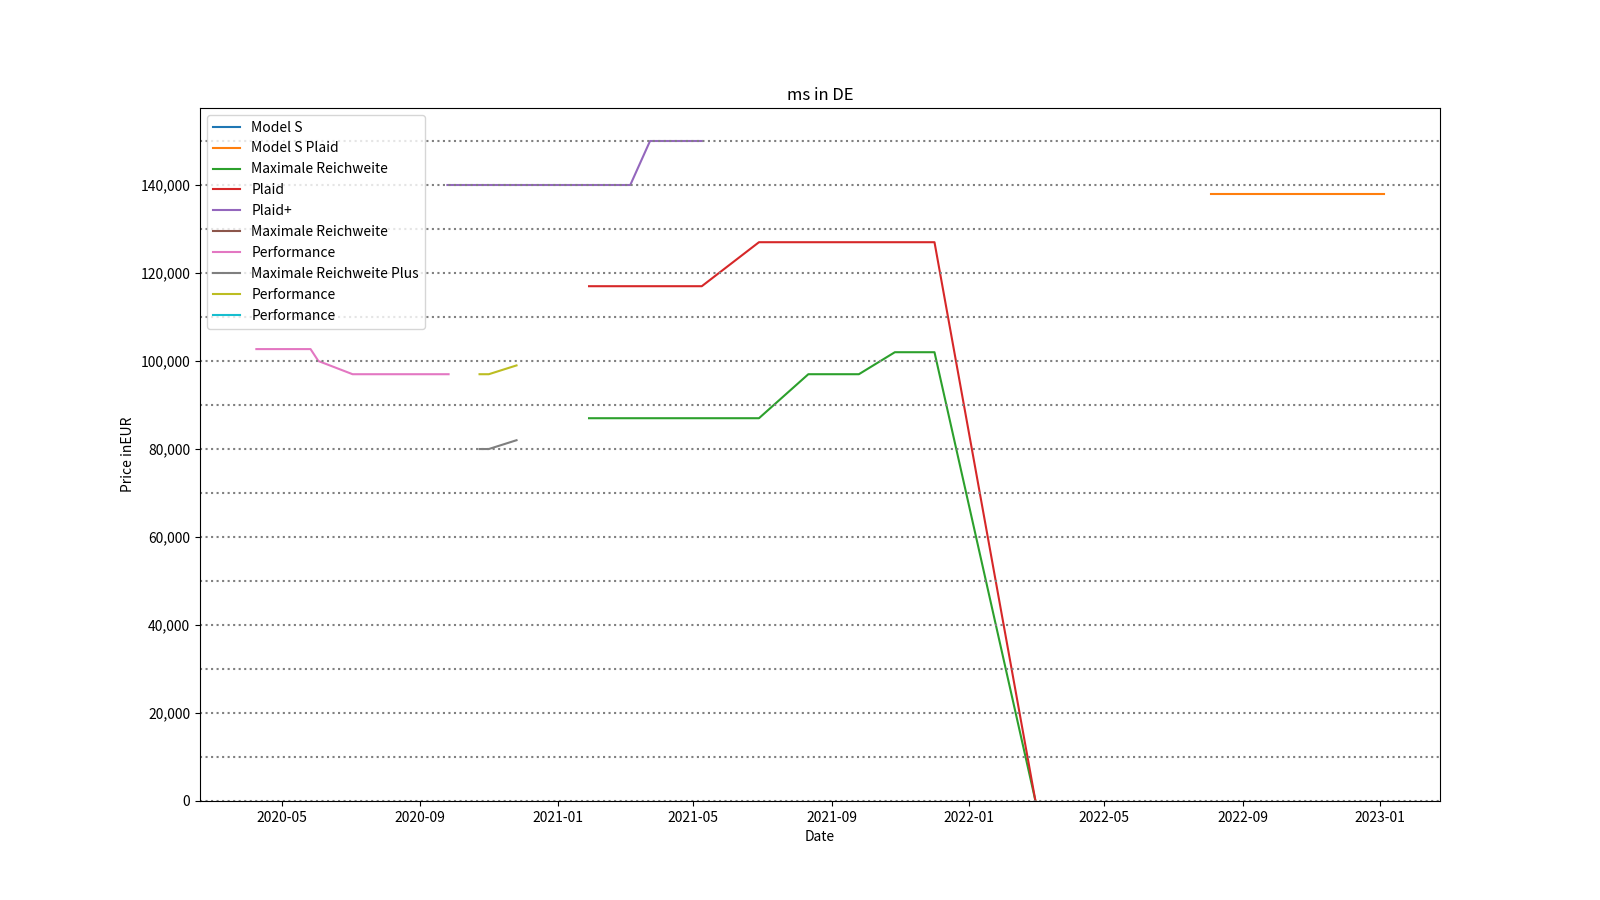 ms in DE
Model S
Model S Plaid
Maximale Reichweite
Plaid
Plaid+
Maximale Reichweite
Performance
Maximale Reichweite Plus
Performance
Performance
140,000
120,000
100,000
80,000
60,000
40,000
20,000
0
Price inEUR
2020-05
2020-09
2021-01
2021-05
2021-09
2022-01
2022-05
2022-09
2023-01
Date